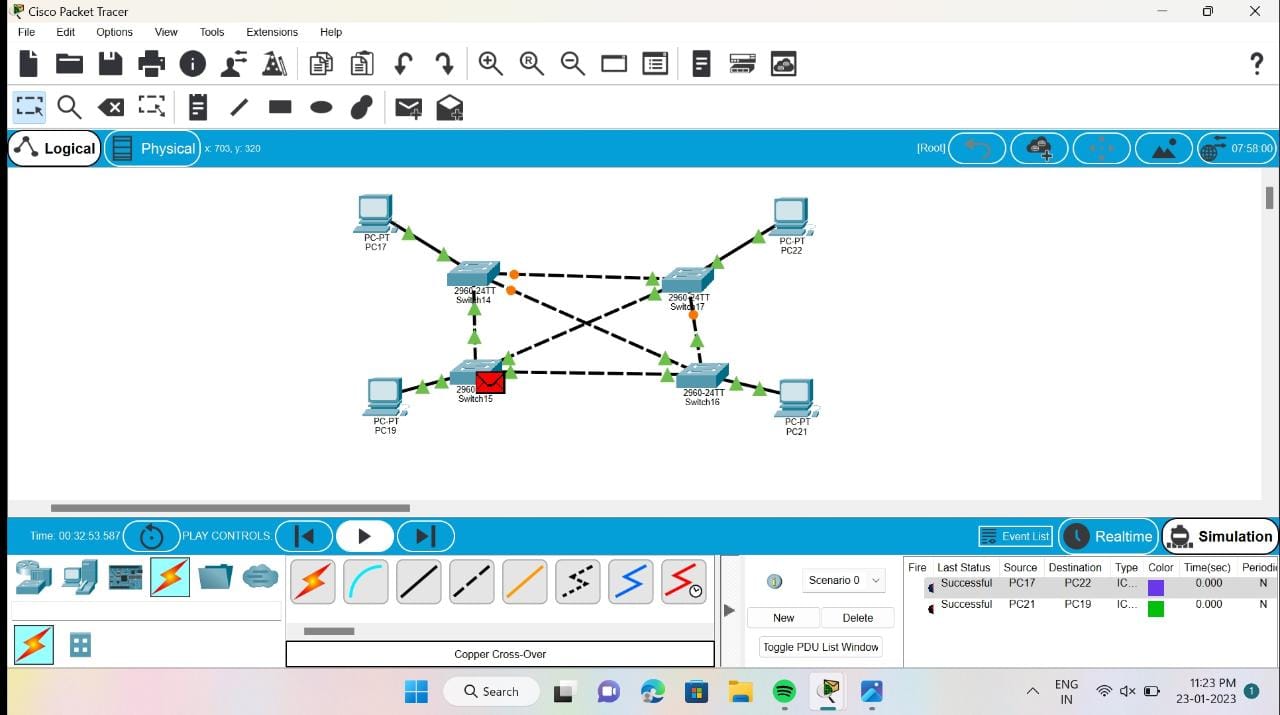 Cisco Packet Tracer
File Edit Options View Tools Extensions Help
Logical Physical x: 703, y: 320 [Root] 07:58:00
PC-PT
PC17
PC-PT
PC22
2960-24TT
Switch14
2960-24TT
Switch17
2960
Switch15
2960-24TT
Switch16
PC-PT
PC19
PC-PT
PC21
Time: 00:32:53.587 PLAY CONTROLS: Event List Realtime Simulation
Scenario 0
New Delete
Toggle PDU List Window
Fire Last Status Source Destination Type Color Time(sec) Periodi
Successful PC17 PC22 IC... 0.000 N
Successful PC21 PC19 IC... 0.000 N
Copper Cross-Over
Search
ENG
IN
11:23 PM
23-01-2023
1